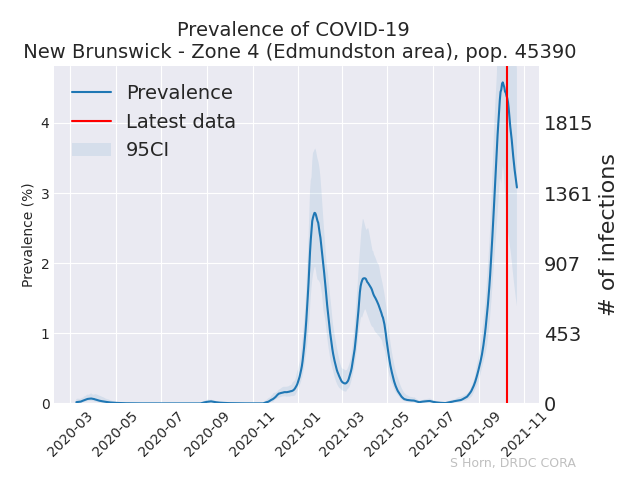 Prevalence of COVID-19
New Brunswick - Zone 4 (Edmundston area), pop. 45390
Prevalence
Latest data
95CI
Prevalence (%)
4
3
2
1
0
1815
1361
907
453
0
# of infections
2020-03
2020-05
2020-07
2020-09
2020-11
2021-01
2021-03
2021-05
2021-07
2021-09
2021-11
S Horn, DRDC CORA